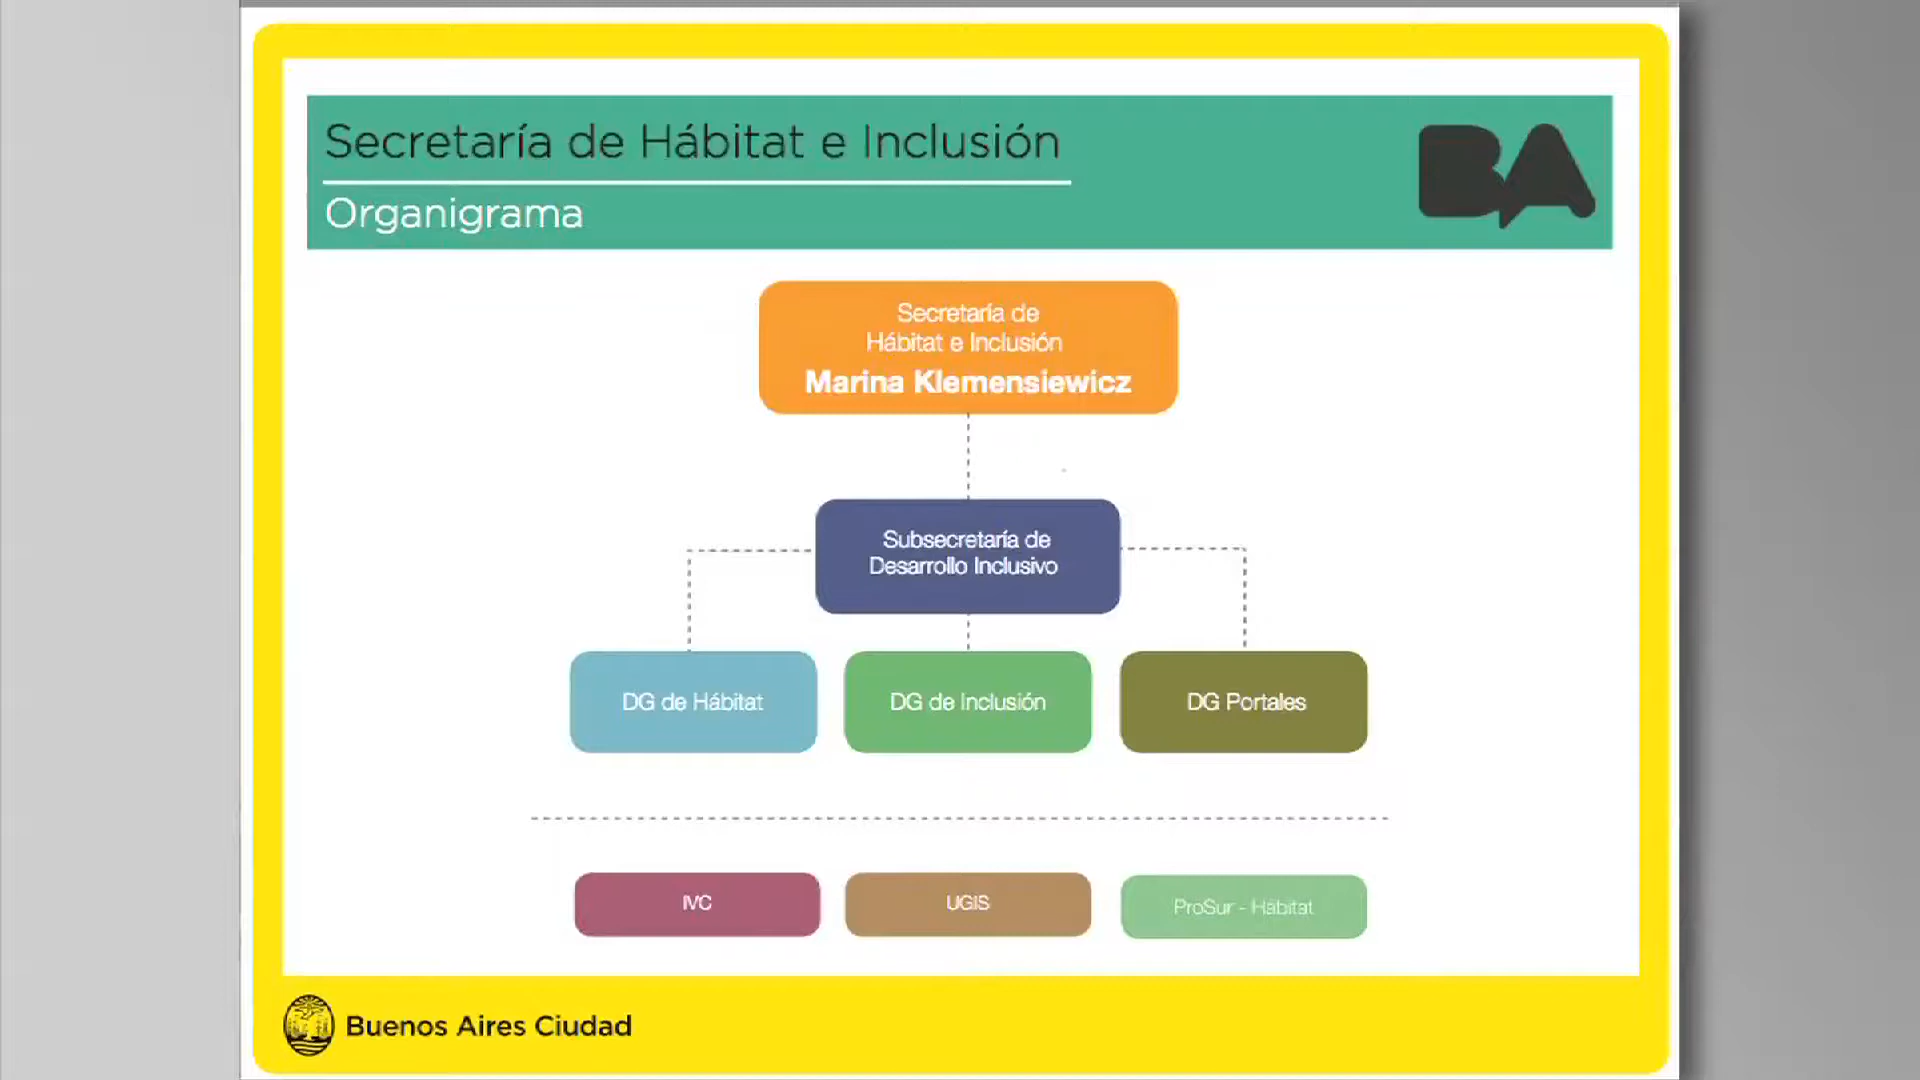 Secretaría de Hábitat e Inclusión
Organigrama
BA
Secretaría de
Hábitat e Inclusión
Marina Klemensiewicz
Subsecretaría de
Desarrollo Inclusivo
DG de Hábitat
DG de Inclusión
DG Portales
IVC
UGIS
ProSur - Hábitat
Buenos Aires Ciudad